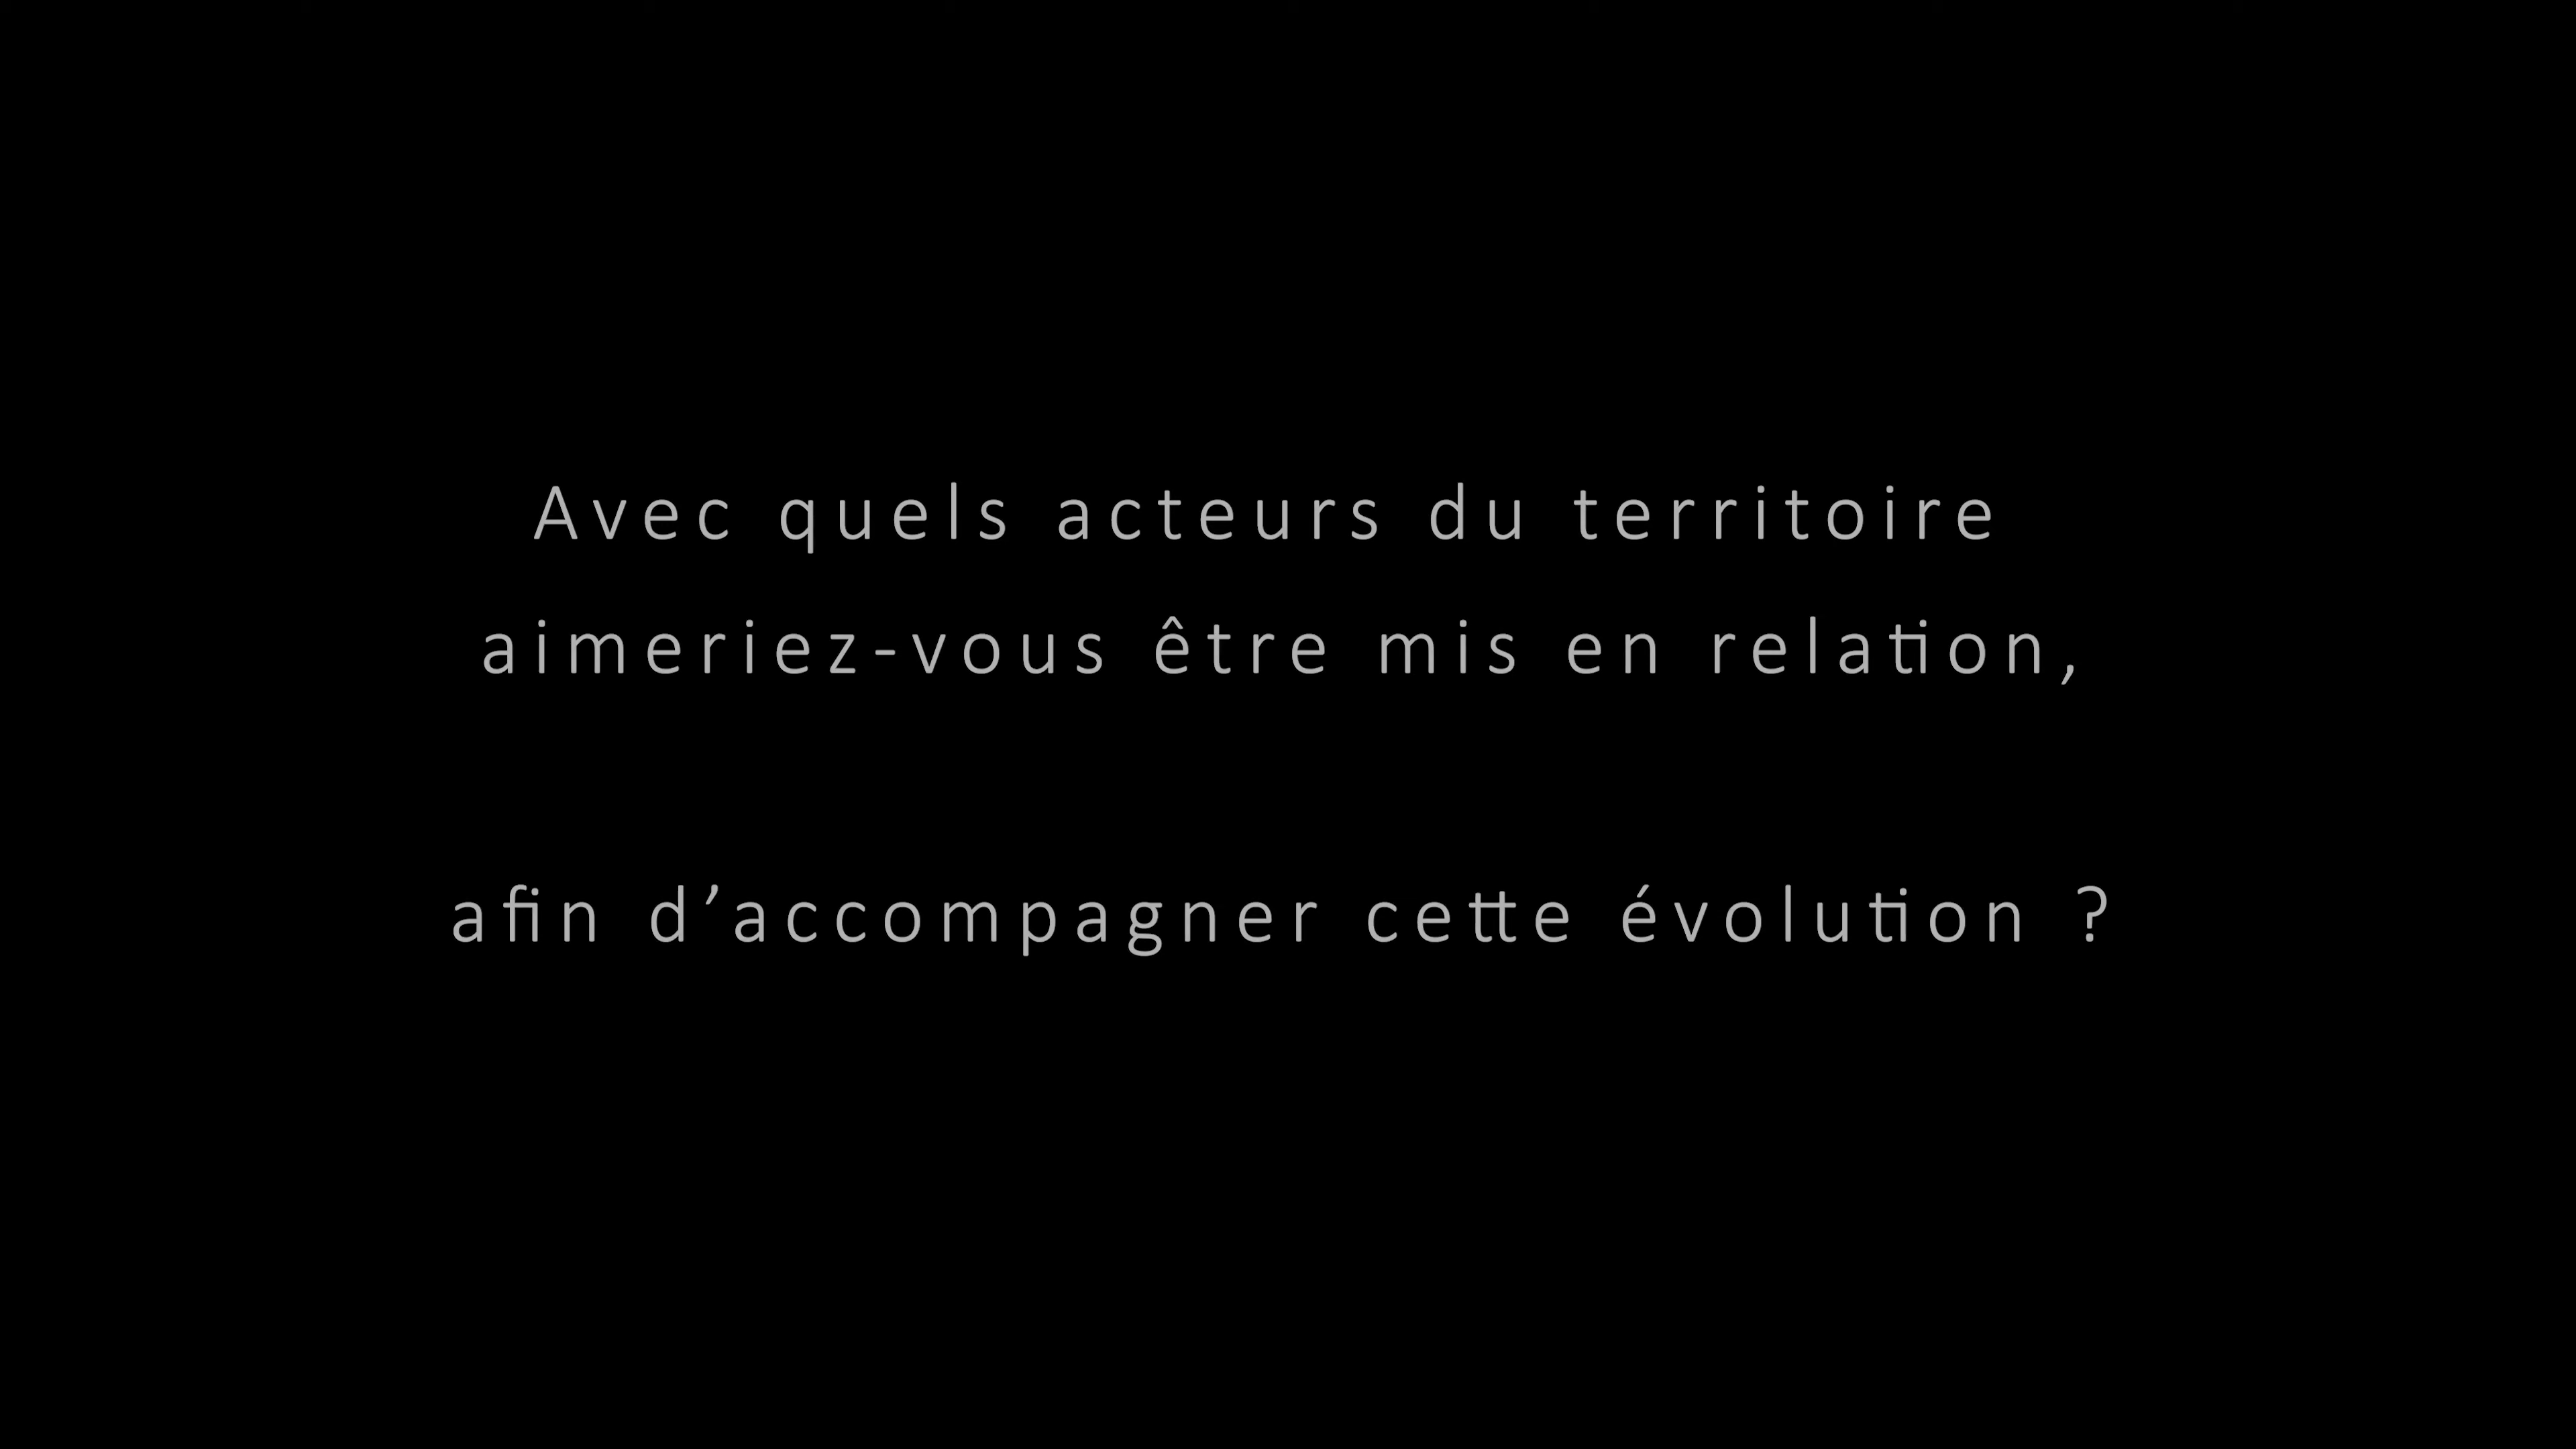 Avec quels acteurs du territoire
aimeriez-vous être mis en relation,
afin d’accompagner cette évolution ?